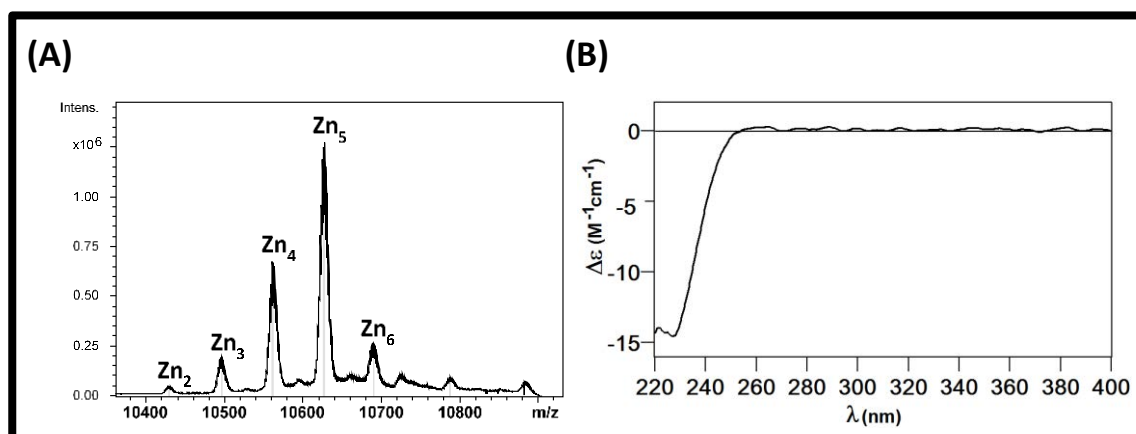 (A)
(B)
Intens.
x10⁶
1.00
0.75
0.50
0.25
0.00
Zn₂
Zn₃
Zn₄
Zn₅
Zn₆
10400
10500
10600
10700
10800
m/z
0
-5
-10
-15
Δε (M⁻¹cm⁻¹)
220 240 260 280 300 320 340 360 380 400
λ (nm)